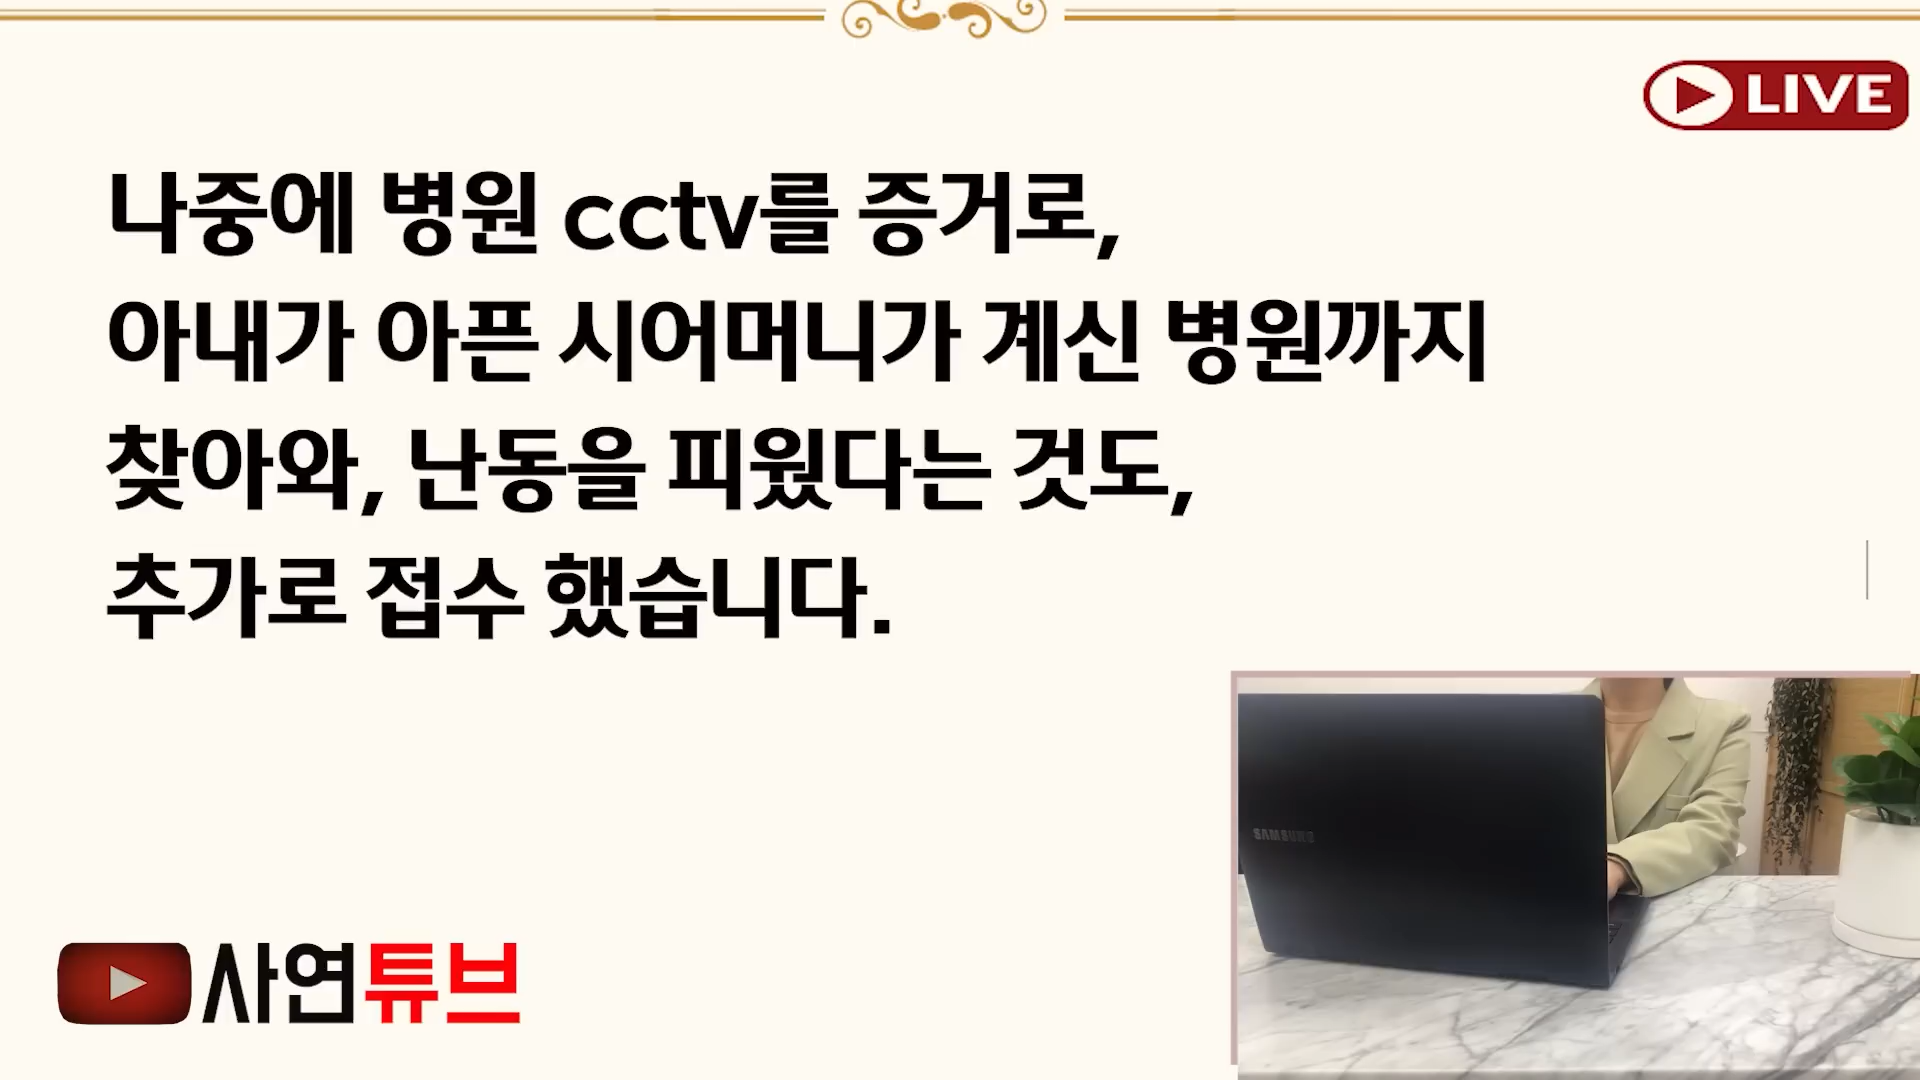 LIVE
나중에 병원 cctv를 증거로,
아내가 아픈 시어머니가 계신 병원까지
찾아와, 난동을 피웠다는 것도,
추가로 접수 했습니다.
SAMSUNG
사연튜브